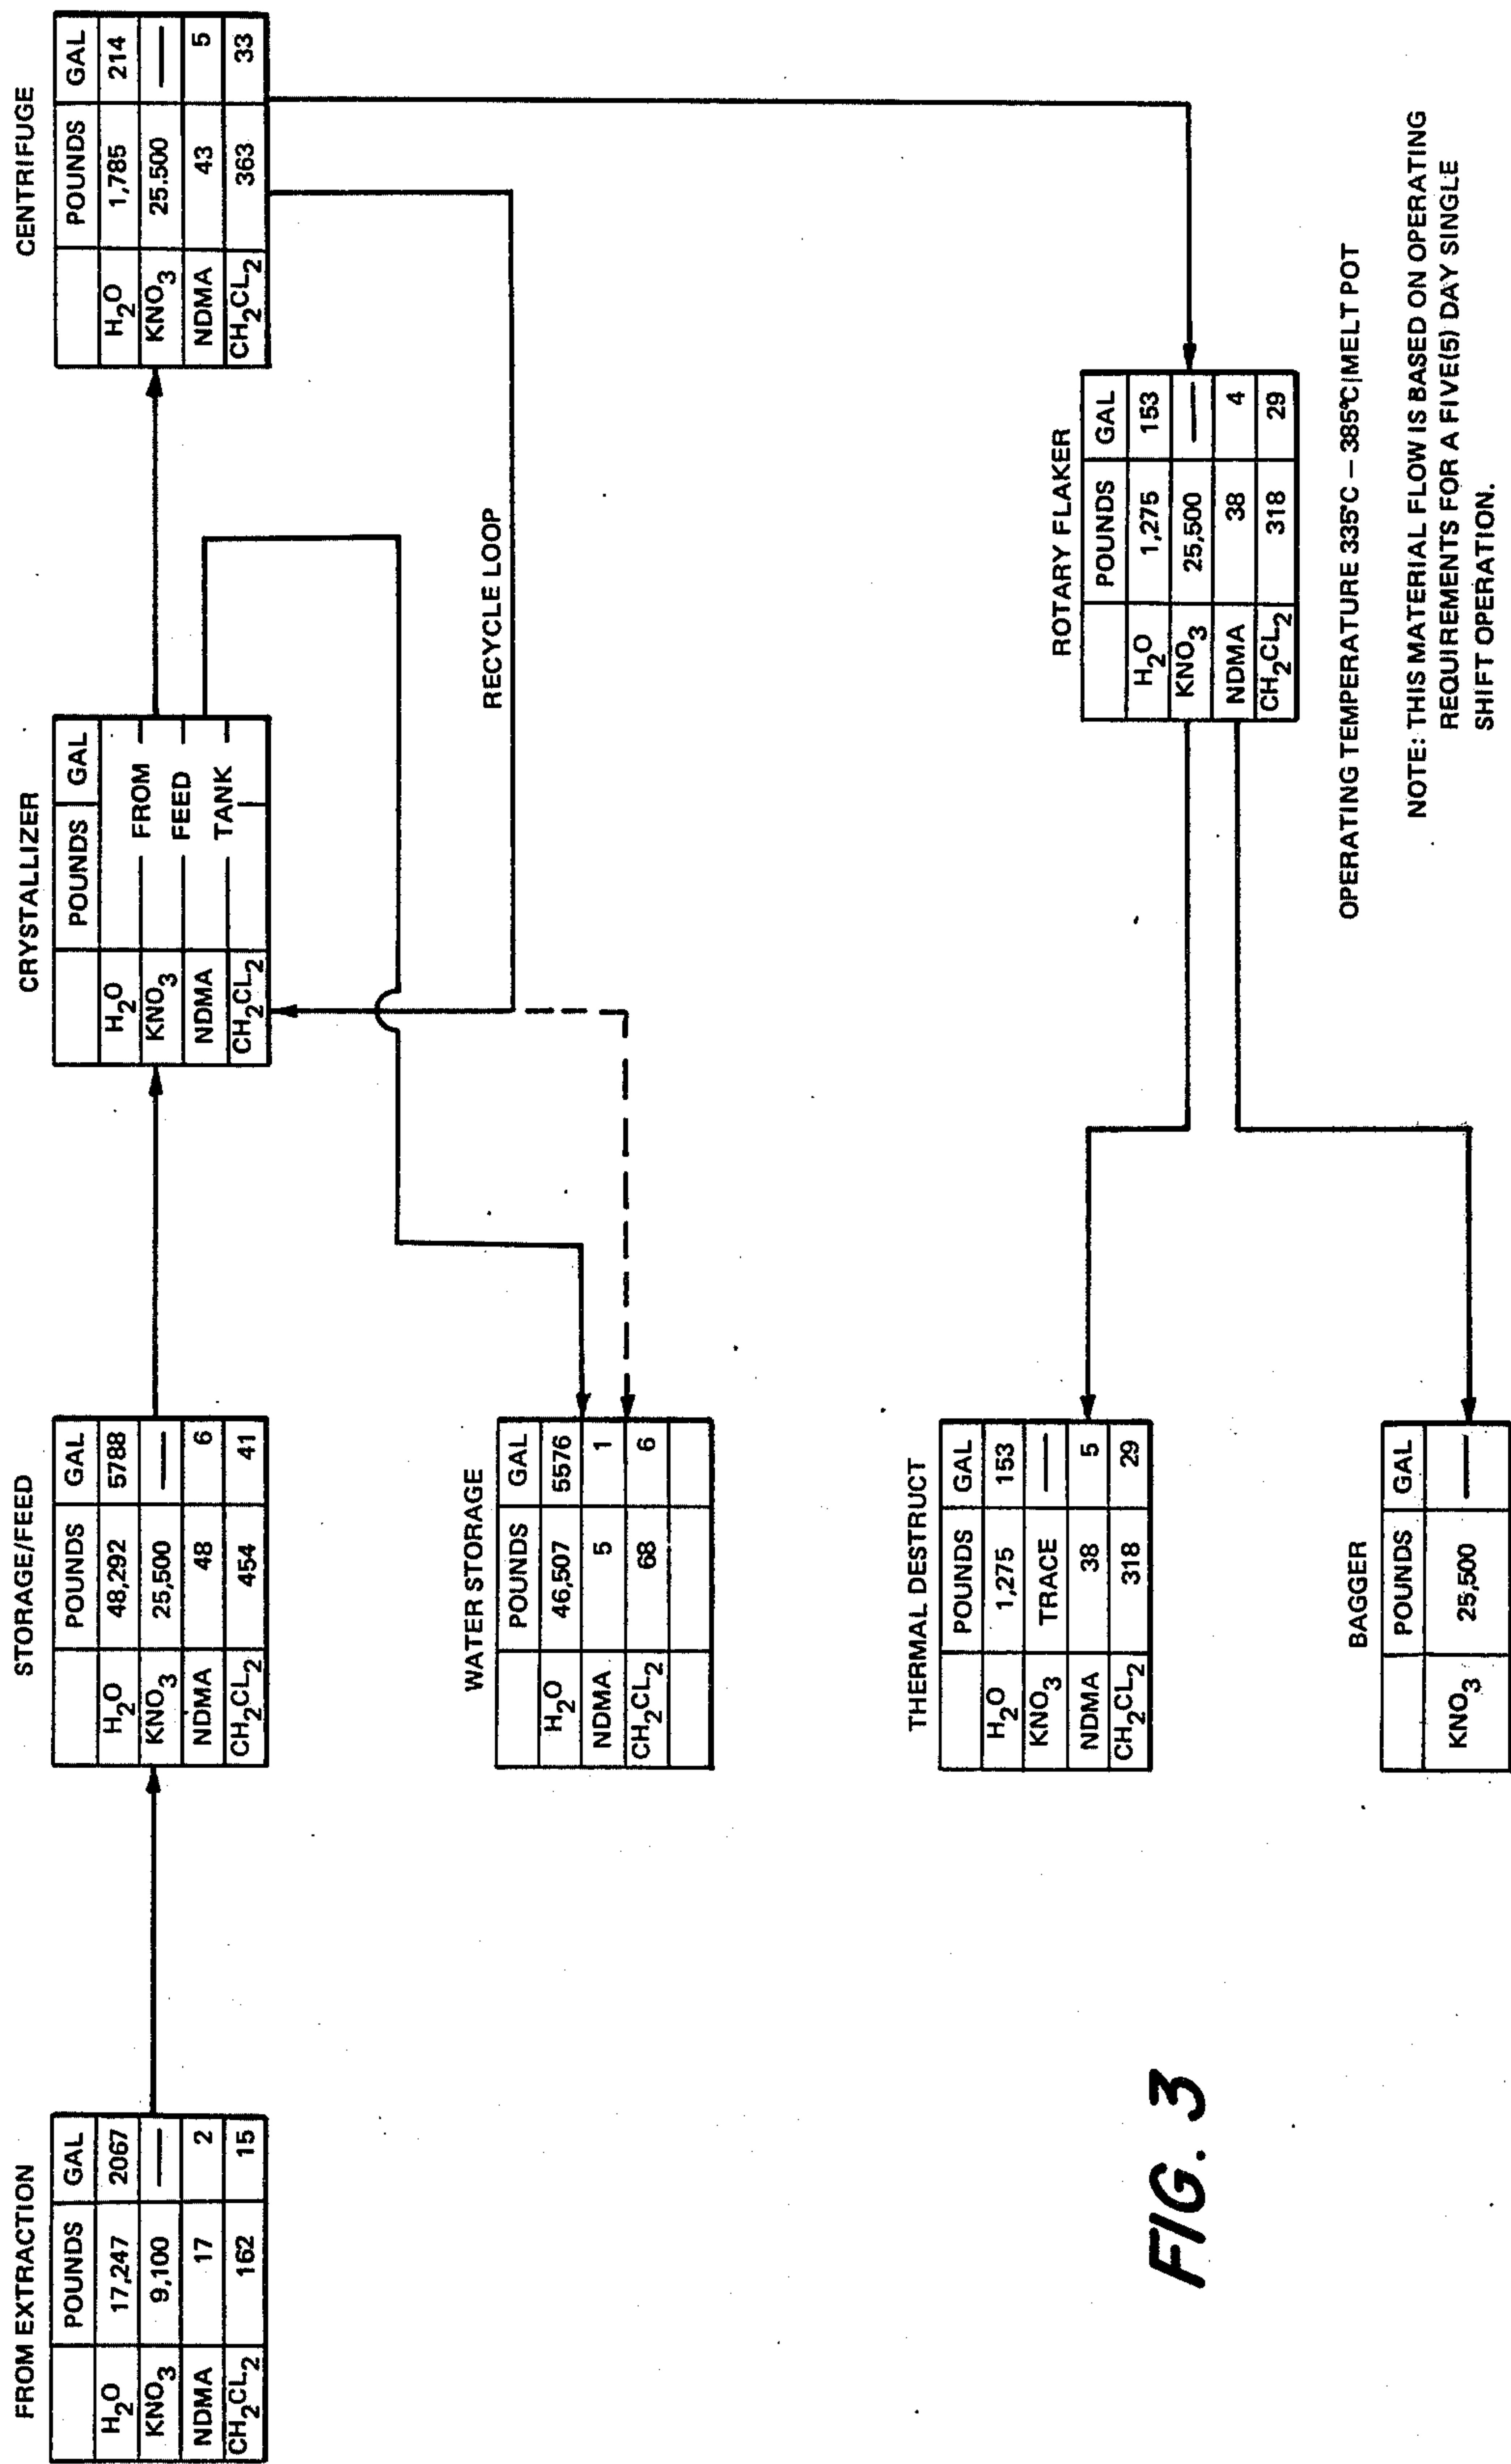 FROM EXTRACTION
POUNDS GAL
H₂O 17,247 2067
KNO₃ 9,100 —
NDMA 17 2
CH₂CL₂ 162 15
STORAGE/FEED
POUNDS GAL
H₂O 48,292 5788
KNO₃ 25,500 —
NDMA 48 6
CH₂CL₂ 454 41
CRYSTALLIZER
POUNDS GAL
H₂O
KNO₃ — FROM —
NDMA — FEED —
CH₂CL₂ — TANK —
CENTRIFUGE
POUNDS GAL
H₂O 1,785 214
KNO₃ 25.500 —
NDMA 43 5
CH₂CL₂ 363 33
RECYCLE LOOP
WATER STORAGE
POUNDS GAL
H₂O 46,507 5576
NDMA 5 1
CH₂CL₂ 68 6
THERMAL DESTRUCT
POUNDS GAL
H₂O 1,275 153
KNO₃ TRACE —
NDMA 38 5
CH₂CL₂ 318 29
ROTARY FLAKER
POUNDS GAL
H₂O 1,275 153
KNO₃ 25,500 —
NDMA 38 4
CH₂CL₂ 318 29
BAGGER
POUNDS GAL
KNO₃ 25,500 —
OPERATING TEMPERATURE 335°C – 385°C|MELT POT
NOTE: THIS MATERIAL FLOW IS BASED ON OPERATING
REQUIREMENTS FOR A FIVE(5) DAY SINGLE
SHIFT OPERATION.
FIG. 3